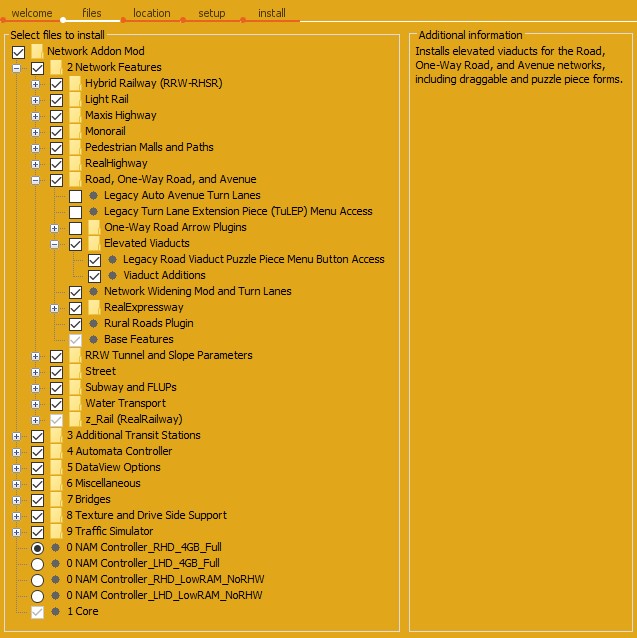 welcome files location setup install
Select files to install
Network Addon Mod
2 Network Features
Hybrid Railway (RRW-RHSR)
Light Rail
Maxis Highway
Monorail
Pedestrian Malls and Paths
RealHighway
Road, One-Way Road, and Avenue
Legacy Auto Avenue Turn Lanes
Legacy Turn Lane Extension Piece (TuLEP) Menu Access
One-Way Road Arrow Plugins
Elevated Viaducts
Legacy Road Viaduct Puzzle Piece Menu Button Access
Viaduct Additions
Network Widening Mod and Turn Lanes
RealExpressway
Rural Roads Plugin
Base Features
RRW Tunnel and Slope Parameters
Street
Subway and FLUPs
Water Transport
z_Rail (RealRailway)
3 Additional Transit Stations
4 Automata Controller
5 DataView Options
6 Miscellaneous
7 Bridges
8 Texture and Drive Side Support
9 Traffic Simulator
0 NAM Controller_RHD_4GB_Full
0 NAM Controller_LHD_4GB_Full
0 NAM Controller_RHD_LowRAM_NoRHW
0 NAM Controller_LHD_LowRAM_NoRHW
1 Core
Additional information
Installs elevated viaducts for the Road,
One-Way Road, and Avenue networks,
including draggable and puzzle piece forms.